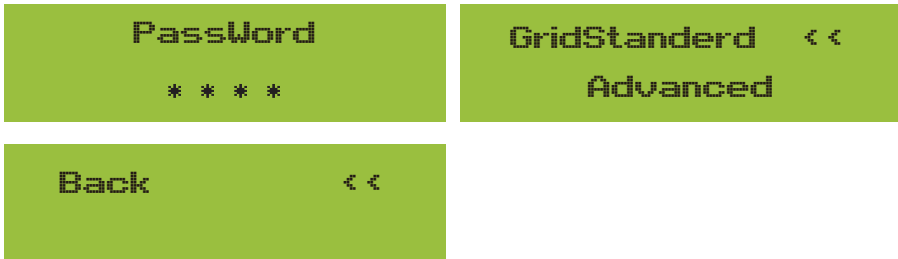 PassWord
* * * *
GridStanderd <<
Advanced
Back <<